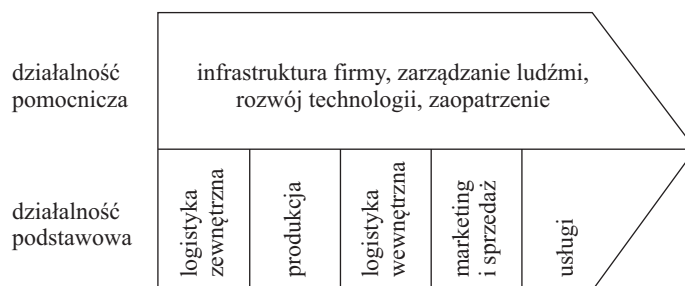 działalność
pomocnicza
infrastruktura firmy, zarządzanie ludźmi,
rozwój technologii, zaopatrzenie
działalność
podstawowa
logistyka
zewnętrzna
produkcja
logistyka
wewnętrzna
marketing
i sprzedaż
usługi